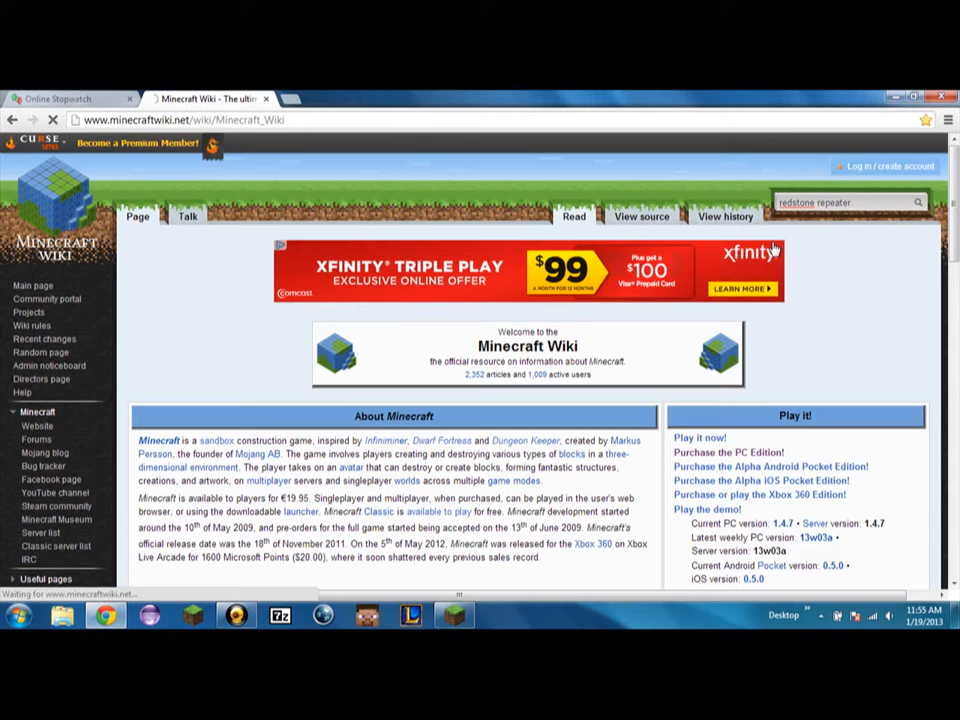 Online Stopwatch
Minecraft Wiki - The ultin
www.minecraftwiki.net/wiki/Minecraft_Wiki
CURSE SITES
Become a Premium Member!
Log in / create account
Page
Talk
Read
View source
View history
redstone repeater
MINECRAFT
WIKI
XFINITY® TRIPLE PLAY
EXCLUSIVE ONLINE OFFER
comcast
$99
A MONTH FOR 12 MONTHS
Plus get a
$100
Visa® Prepaid Card
xfinity
LEARN MORE
Main page
Community portal
Projects
Wiki rules
Recent changes
Random page
Admin noticeboard
Directors page
Help
Minecraft
Website
Forums
Mojang blog
Bug tracker
Facebook page
YouTube channel
Steam community
Minecraft Museum
Server list
Classic server list
IRC
Useful pages
Welcome to the
Minecraft Wiki
the official resource on information about Minecraft.
2,352 articles and 1,009 active users
About Minecraft
Minecraft is a sandbox construction game, inspired by Infiniminer, Dwarf Fortress and Dungeon Keeper, created by Markus
Persson, the founder of Mojang AB. The game involves players creating and destroying various types of blocks in a three-
dimensional environment. The player takes on an avatar that can destroy or create blocks, forming fantastic structures,
creations, and artwork, on multiplayer servers and singleplayer worlds across multiple game modes.
Minecraft is available to players for €19.95. Singleplayer and multiplayer, when purchased, can be played in the user's web
browser, or using the downloadable launcher. Minecraft Classic is available to play for free. Minecraft development started
around the 10th of May 2009, and pre-orders for the full game started being accepted on the 13th of June 2009. Minecraft's
official release date was the 18th of November 2011. On the 5th of May 2012, Minecraft was released for the Xbox 360 on Xbox
Live Arcade for 1600 Microsoft Points ($20.00), where it soon shattered every previous sales record.
Play it!
Play it now!
Purchase the PC Edition!
Purchase the Alpha Android Pocket Edition!
Purchase the Alpha iOS Pocket Edition!
Purchase or play the Xbox 360 Edition!
Play the demo!
Current PC version: 1.4.7 • Server version: 1.4.7
Latest weekly PC version: 13w03a •
Server version: 13w03a
Current Android Pocket version: 0.5.0 •
iOS version: 0.5.0
Waiting for www.minecraftwiki.net...
7z
L
Desktop
11:55 AM
1/19/2013